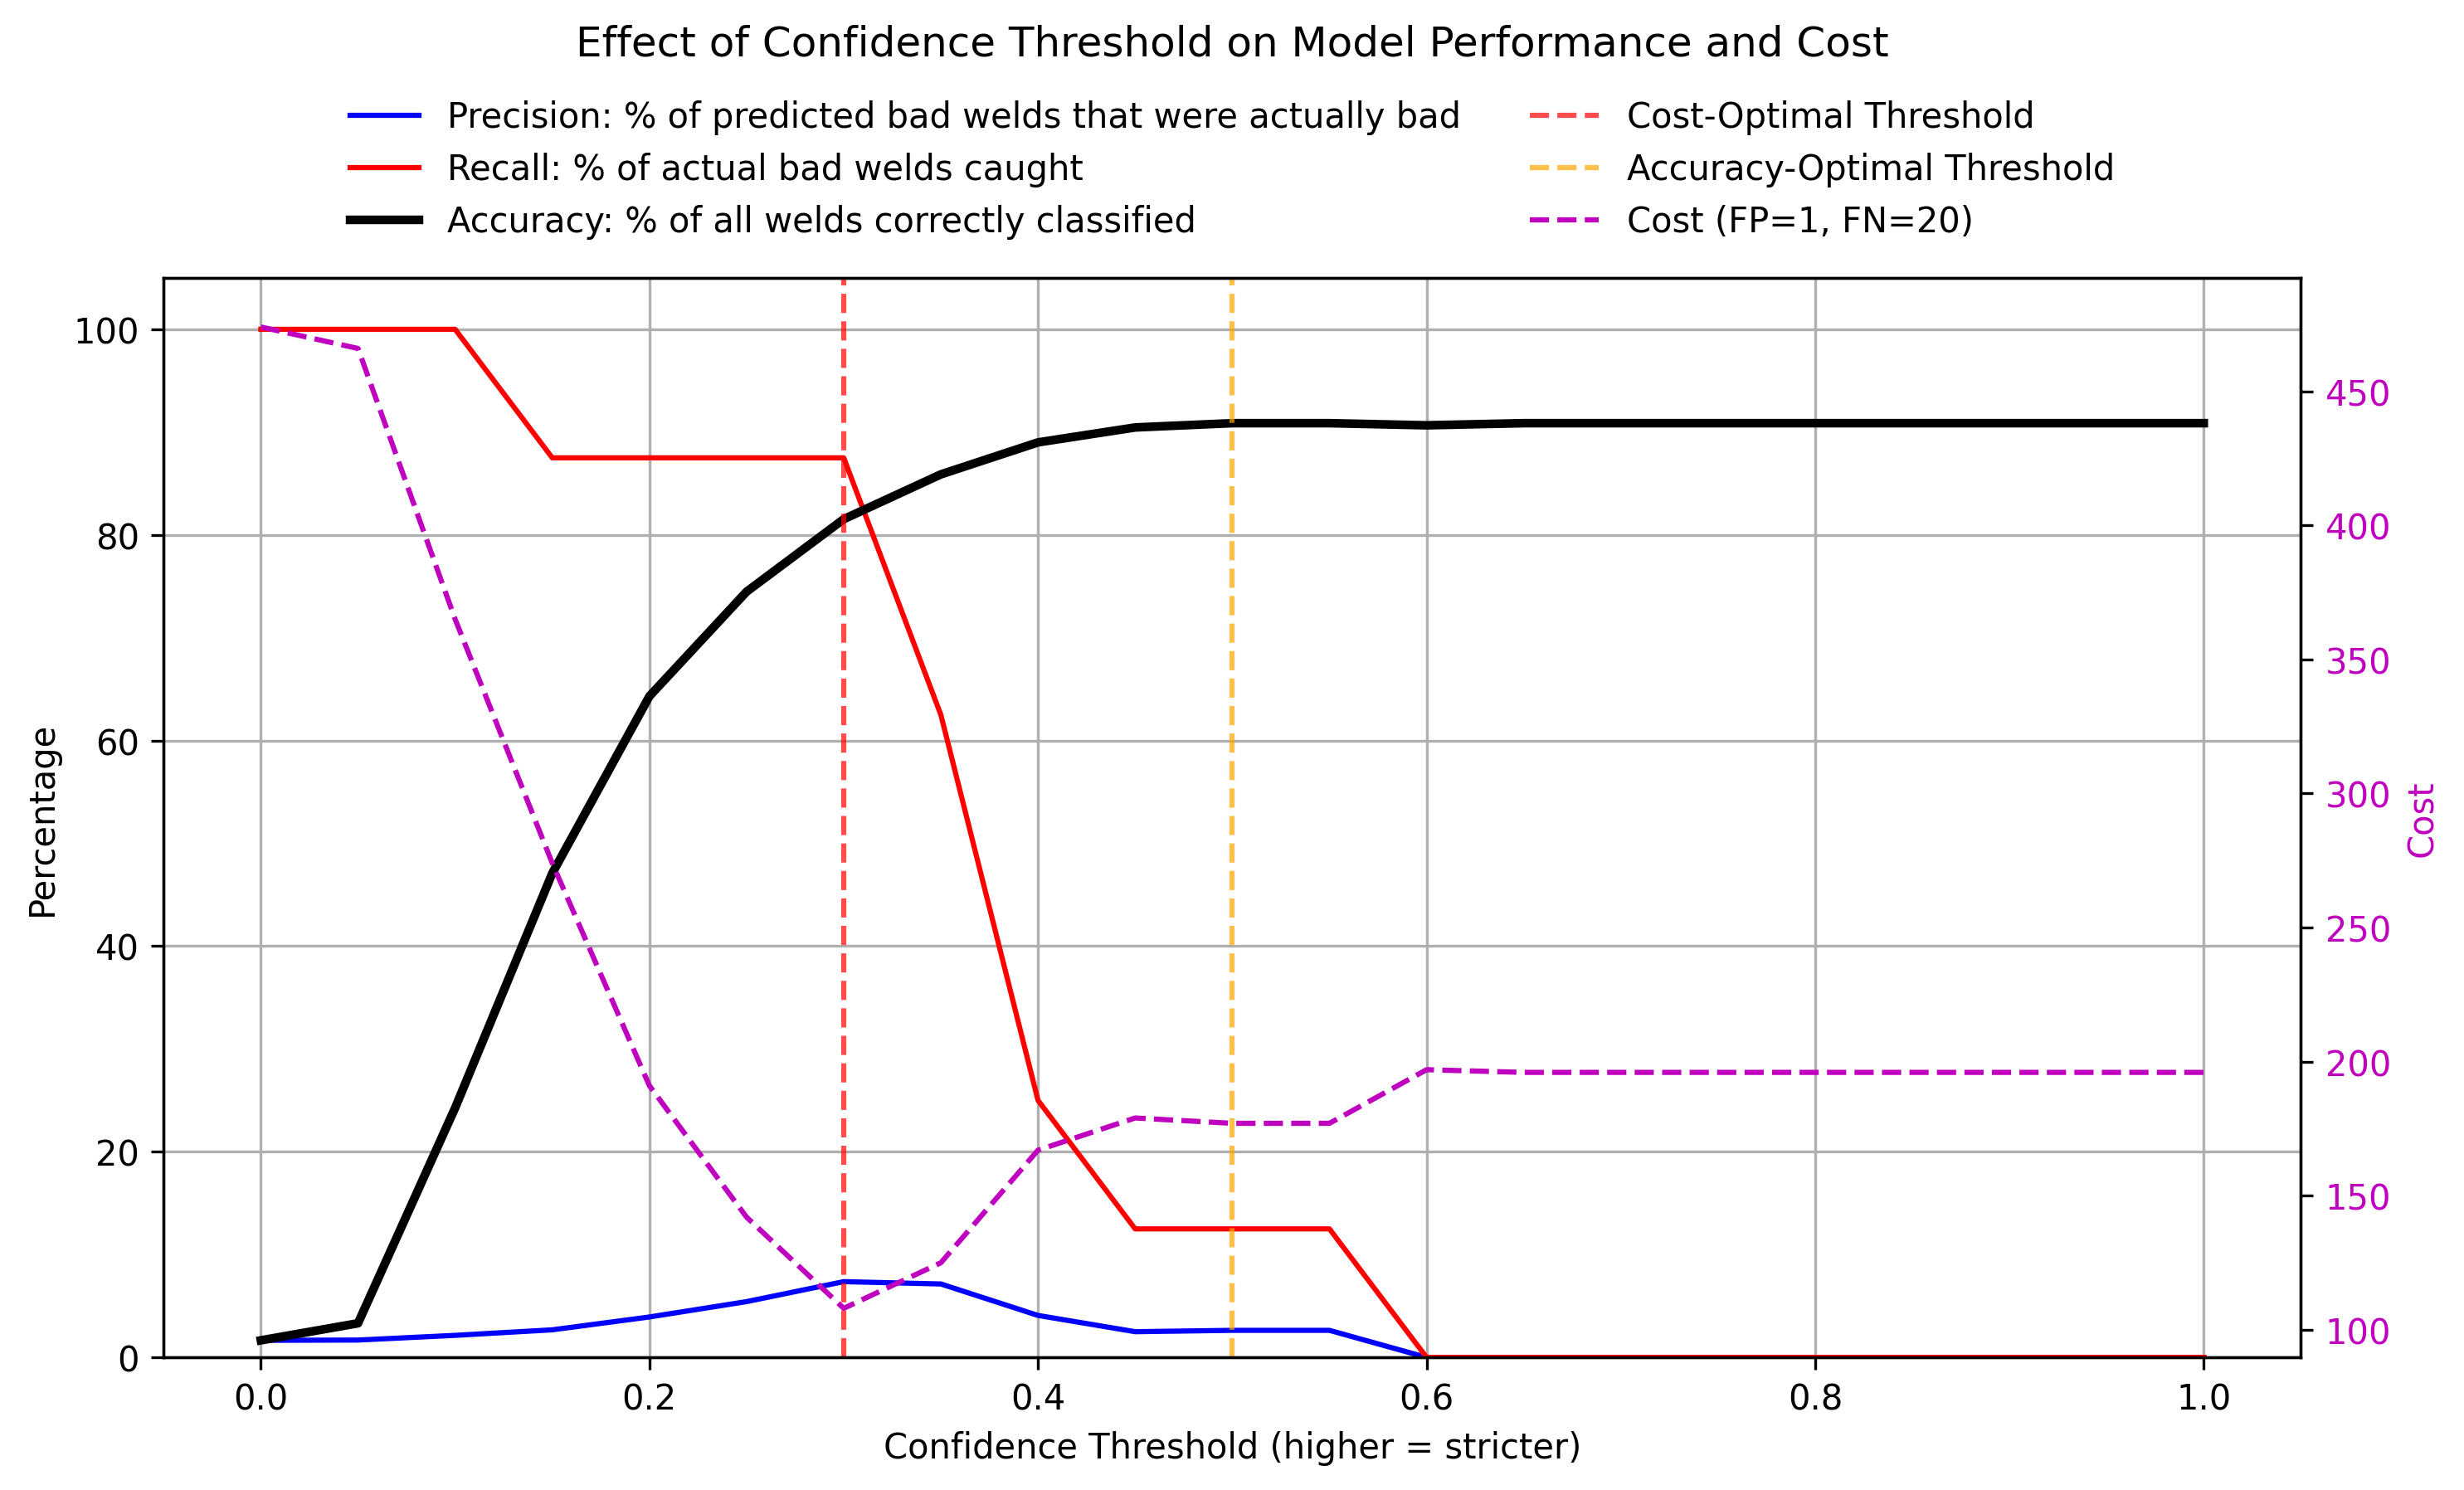 Effect of Confidence Threshold on Model Performance and Cost
Precision: % of predicted bad welds that were actually bad
Recall: % of actual bad welds caught
Accuracy: % of all welds correctly classified
Cost-Optimal Threshold
Accuracy-Optimal Threshold
Cost (FP=1, FN=20)
Percentage
100
80
60
40
20
0
450
400
350
300
250
200
150
100
Cost
0.0
0.2
0.4
0.6
0.8
1.0
Confidence Threshold (higher = stricter)